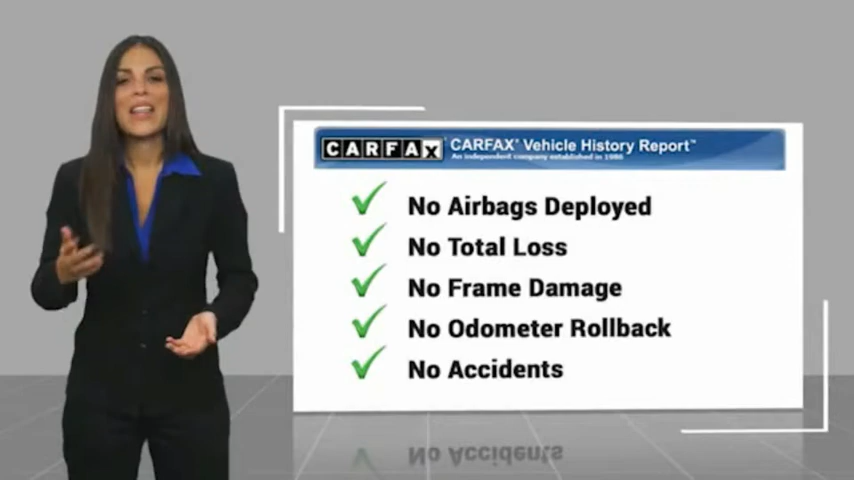 CARFAX CARFAX® Vehicle History Report™
An independent company established in 1986
No Airbags Deployed
No Total Loss
No Frame Damage
No Odometer Rollback
No Accidents
No Accidents